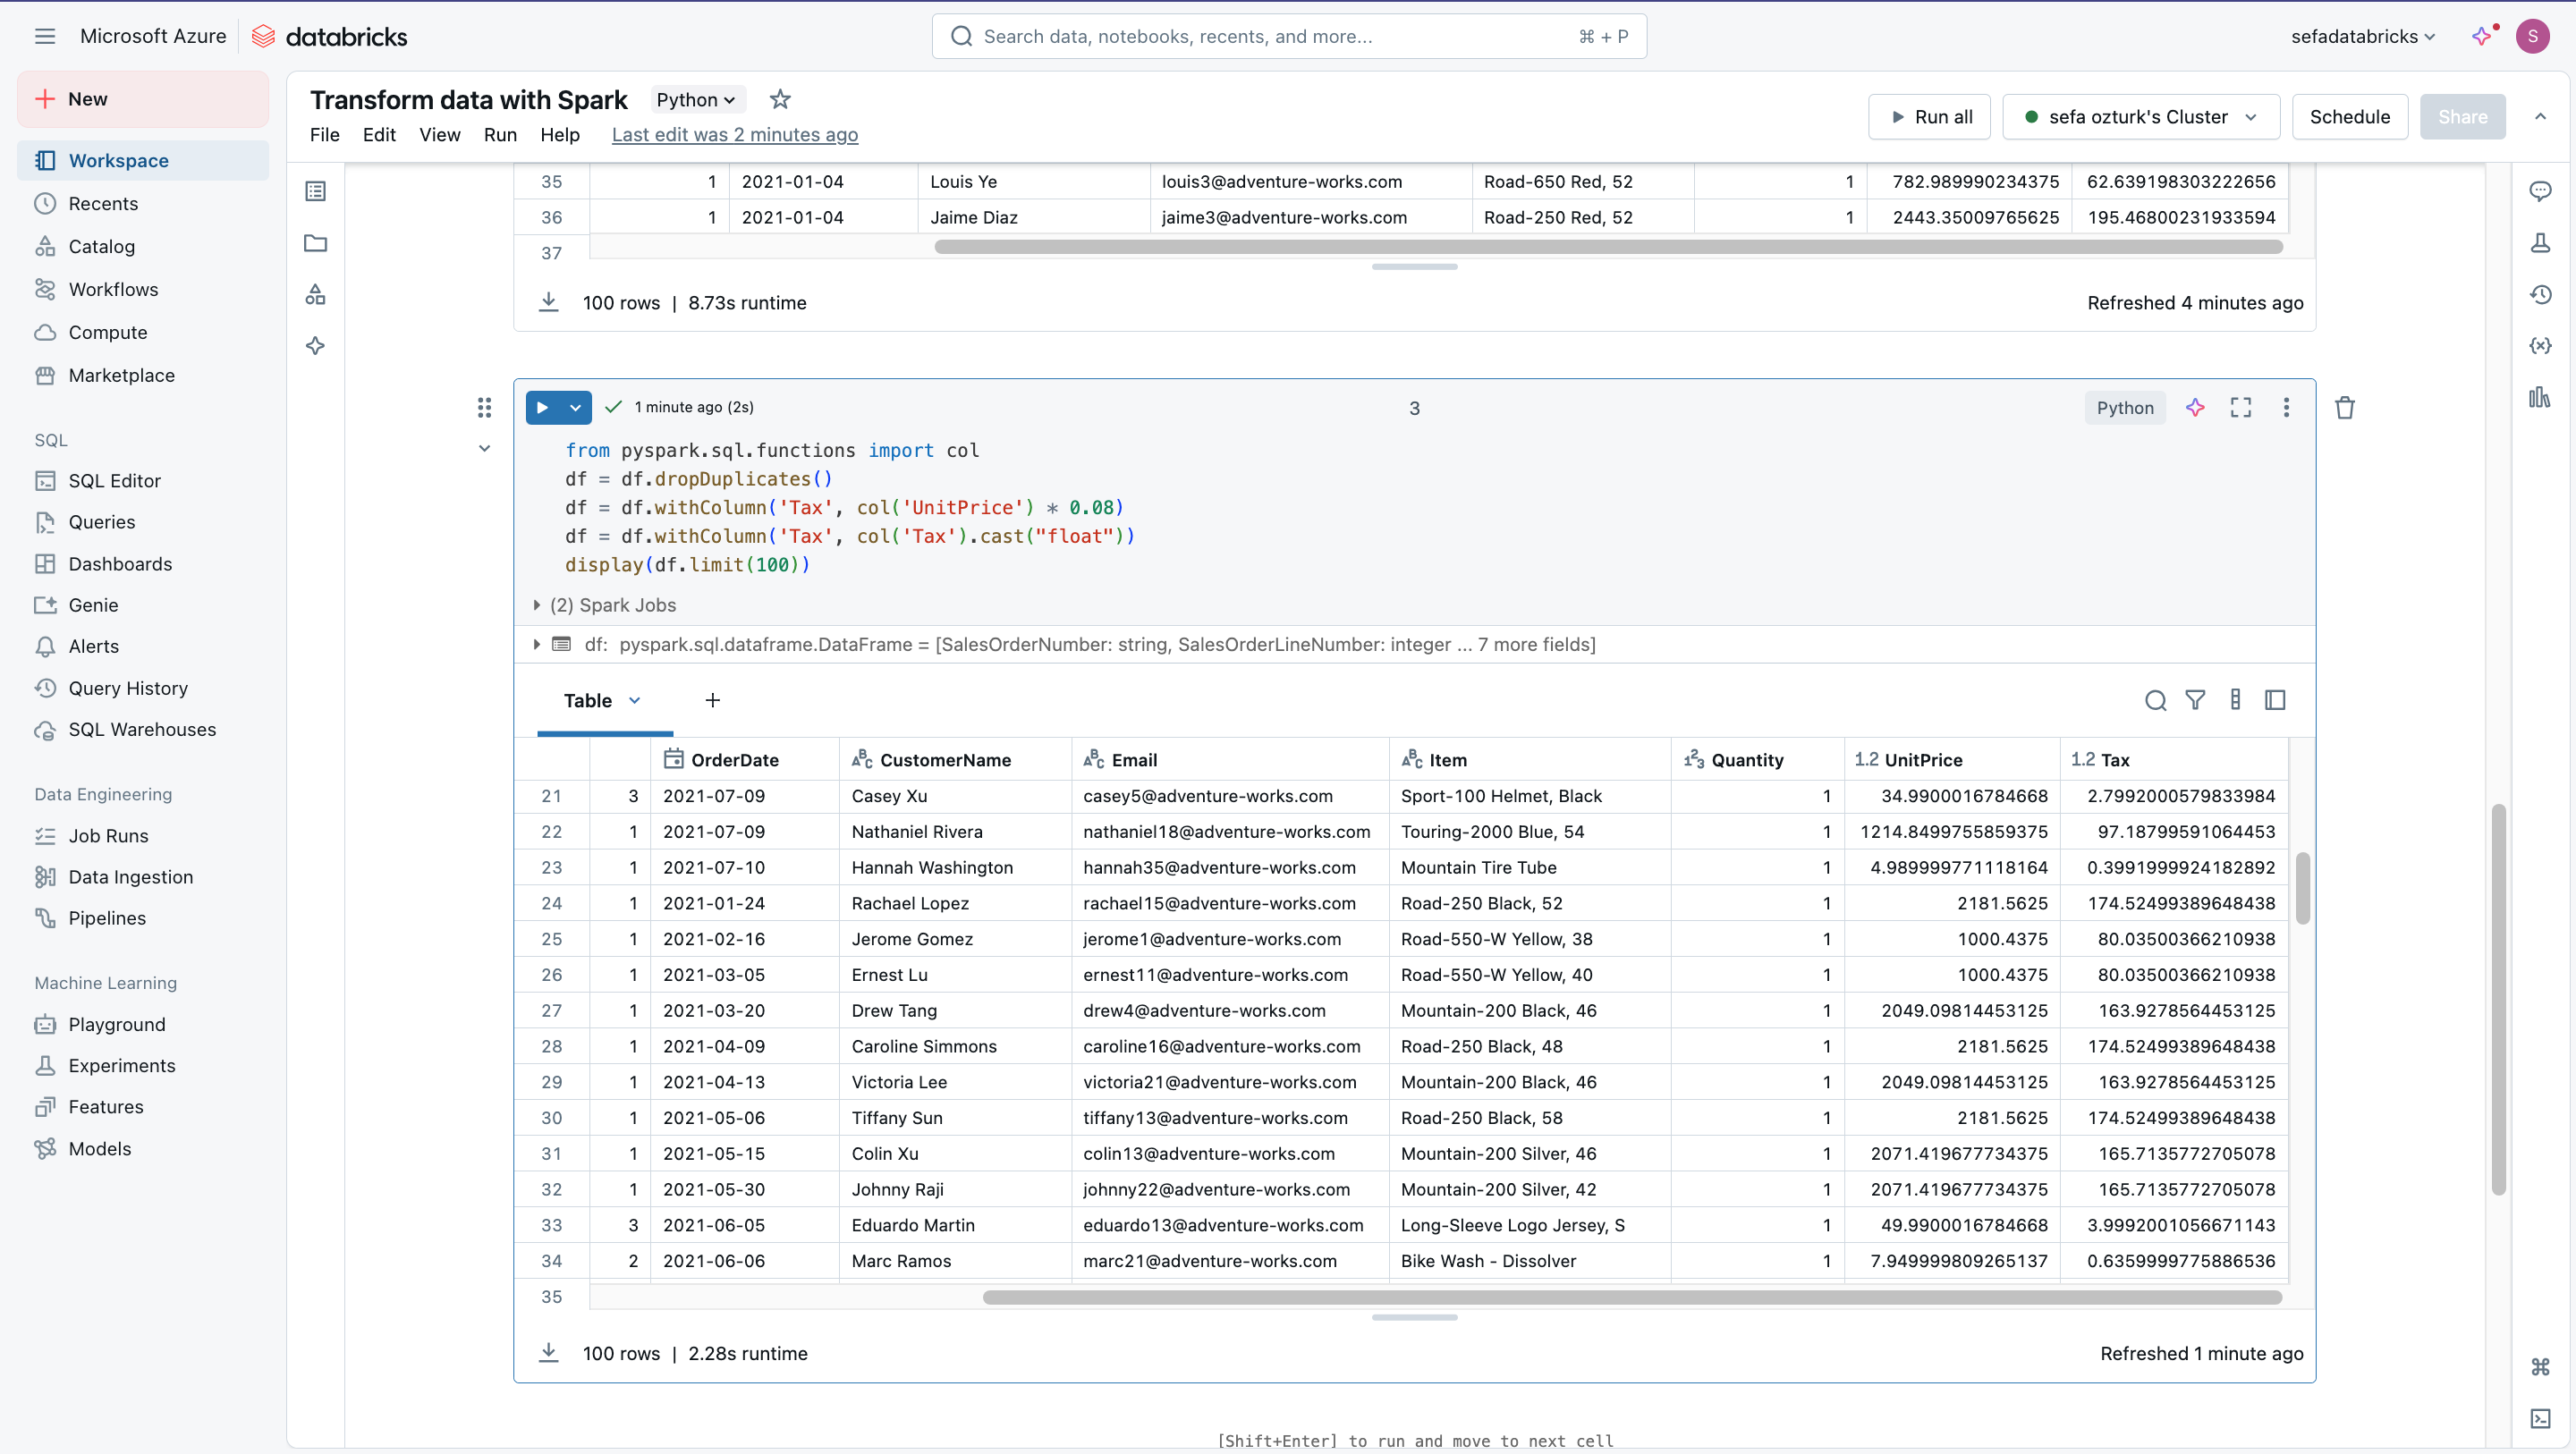 Microsoft Azure databricks
Search data, notebooks, recents, and more... ⌘ + P
sefadatabricks
S
New
Workspace
Recents
Catalog
Workflows
Compute
Marketplace
SQL
SQL Editor
Queries
Dashboards
Genie
Alerts
Query History
SQL Warehouses
Data Engineering
Job Runs
Data Ingestion
Pipelines
Machine Learning
Playground
Experiments
Features
Models
Transform data with Spark Python
File Edit View Run Help Last edit was 2 minutes ago
Run all sefa ozturk's Cluster Schedule Share
35 1 2021-01-04 Louis Ye louis3@adventure-works.com Road-650 Red, 52 1 782.989990234375 62.639198303222656
36 1 2021-01-04 Jaime Diaz jaime3@adventure-works.com Road-250 Red, 52 1 2443.35009765625 195.46800231933594
37
100 rows | 8.73s runtime Refreshed 4 minutes ago
1 minute ago (2s) 3 Python
from pyspark.sql.functions import col
df = df.dropDuplicates()
df = df.withColumn('Tax', col('UnitPrice') * 0.08)
df = df.withColumn('Tax', col('Tax').cast("float"))
display(df.limit(100))
(2) Spark Jobs
df: pyspark.sql.dataframe.DataFrame = [SalesOrderNumber: string, SalesOrderLineNumber: integer ... 7 more fields]
Table +
OrderDate CustomerName Email Item Quantity 1.2 UnitPrice 1.2 Tax
21 3 2021-07-09 Casey Xu casey5@adventure-works.com Sport-100 Helmet, Black 1 34.9900016784668 2.7992000579833984
22 1 2021-07-09 Nathaniel Rivera nathaniel18@adventure-works.com Touring-2000 Blue, 54 1 1214.8499755859375 97.18799591064453
23 1 2021-07-10 Hannah Washington hannah35@adventure-works.com Mountain Tire Tube 1 4.989999771118164 0.3991999924182892
24 1 2021-01-24 Rachael Lopez rachael15@adventure-works.com Road-250 Black, 52 1 2181.5625 174.52499389648438
25 1 2021-02-16 Jerome Gomez jerome1@adventure-works.com Road-550-W Yellow, 38 1 1000.4375 80.03500366210938
26 1 2021-03-05 Ernest Lu ernest11@adventure-works.com Road-550-W Yellow, 40 1 1000.4375 80.03500366210938
27 1 2021-03-20 Drew Tang drew4@adventure-works.com Mountain-200 Black, 46 1 2049.09814453125 163.9278564453125
28 1 2021-04-09 Caroline Simmons caroline16@adventure-works.com Road-250 Black, 48 1 2181.5625 174.52499389648438
29 1 2021-04-13 Victoria Lee victoria21@adventure-works.com Mountain-200 Black, 46 1 2049.09814453125 163.9278564453125
30 1 2021-05-06 Tiffany Sun tiffany13@adventure-works.com Road-250 Black, 58 1 2181.5625 174.52499389648438
31 1 2021-05-15 Colin Xu colin13@adventure-works.com Mountain-200 Silver, 46 1 2071.419677734375 165.7135772705078
32 1 2021-05-30 Johnny Raji johnny22@adventure-works.com Mountain-200 Silver, 42 1 2071.419677734375 165.7135772705078
33 3 2021-06-05 Eduardo Martin eduardo13@adventure-works.com Long-Sleeve Logo Jersey, S 1 49.9900016784668 3.9992001056671143
34 2 2021-06-06 Marc Ramos marc21@adventure-works.com Bike Wash - Dissolver 1 7.949999809265137 0.6359999775886536
35
100 rows | 2.28s runtime Refreshed 1 minute ago
[Shift+Enter] to run and move to next cell